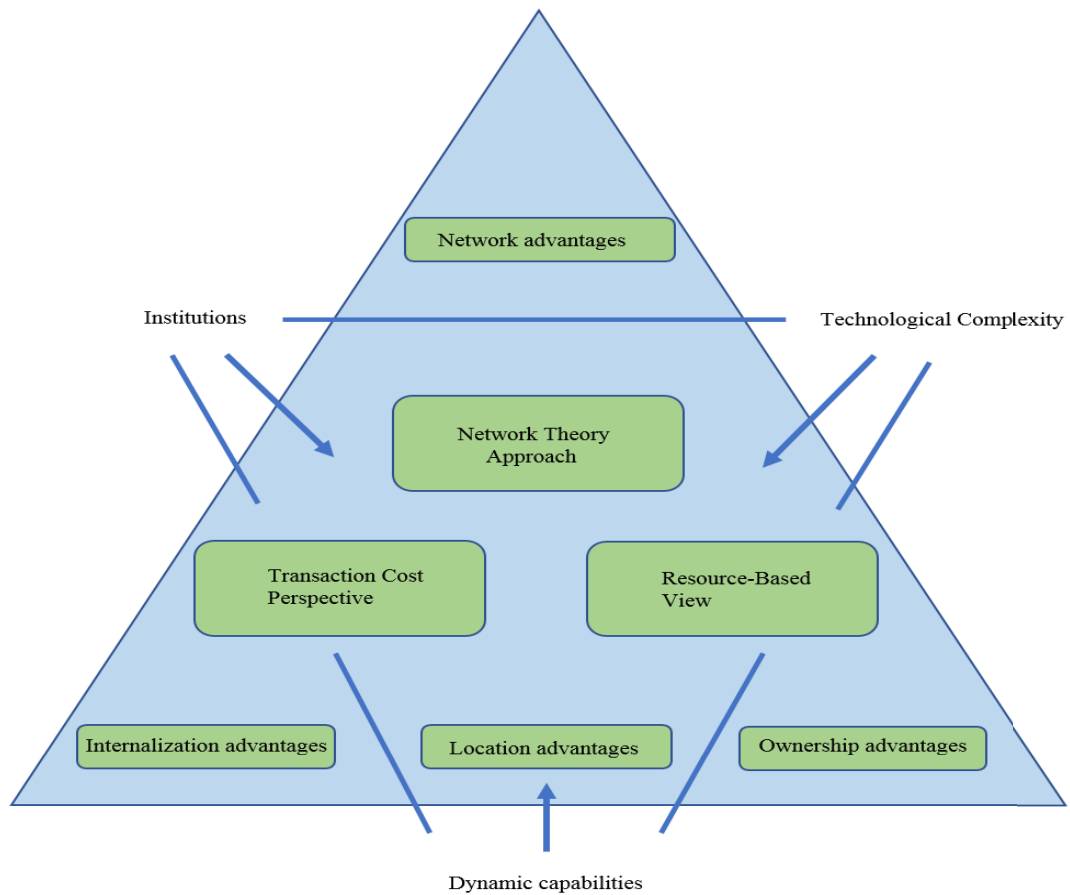 Network advantages
Institutions
Technological Complexity
Network Theory
Approach
Transaction Cost
Perspective
Resource-Based
View
Internalization advantages
Location advantages
Ownership advantages
Dynamic capabilities